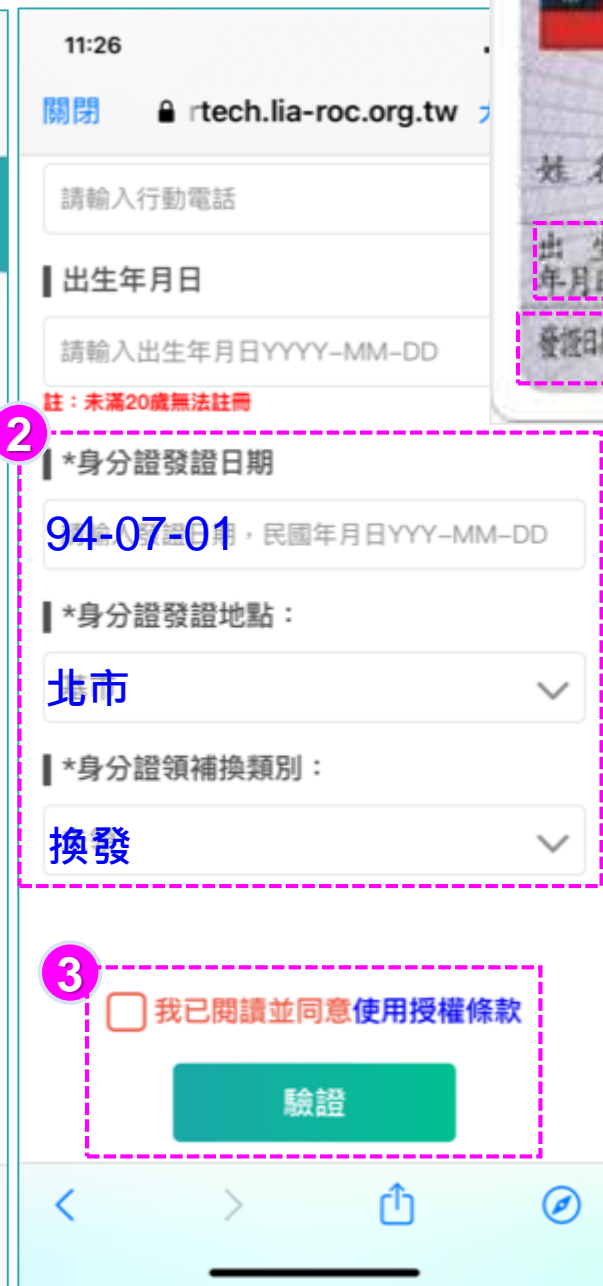 11:26
關閉 rtech.lia-roc.org.tw
姓
請輸入行動電話
出 生
年月
出生年月日
發證日
請輸入出生年月日YYYY-MM-DD
註：未滿20歲無法註冊
2
*身分證發證日期
94-07-01 ，民國年月日YYY-MM-DD
*身分證發證地點：
北市
*身分證領補換類別：
換發
3
我已閱讀並同意使用授權條款
驗證